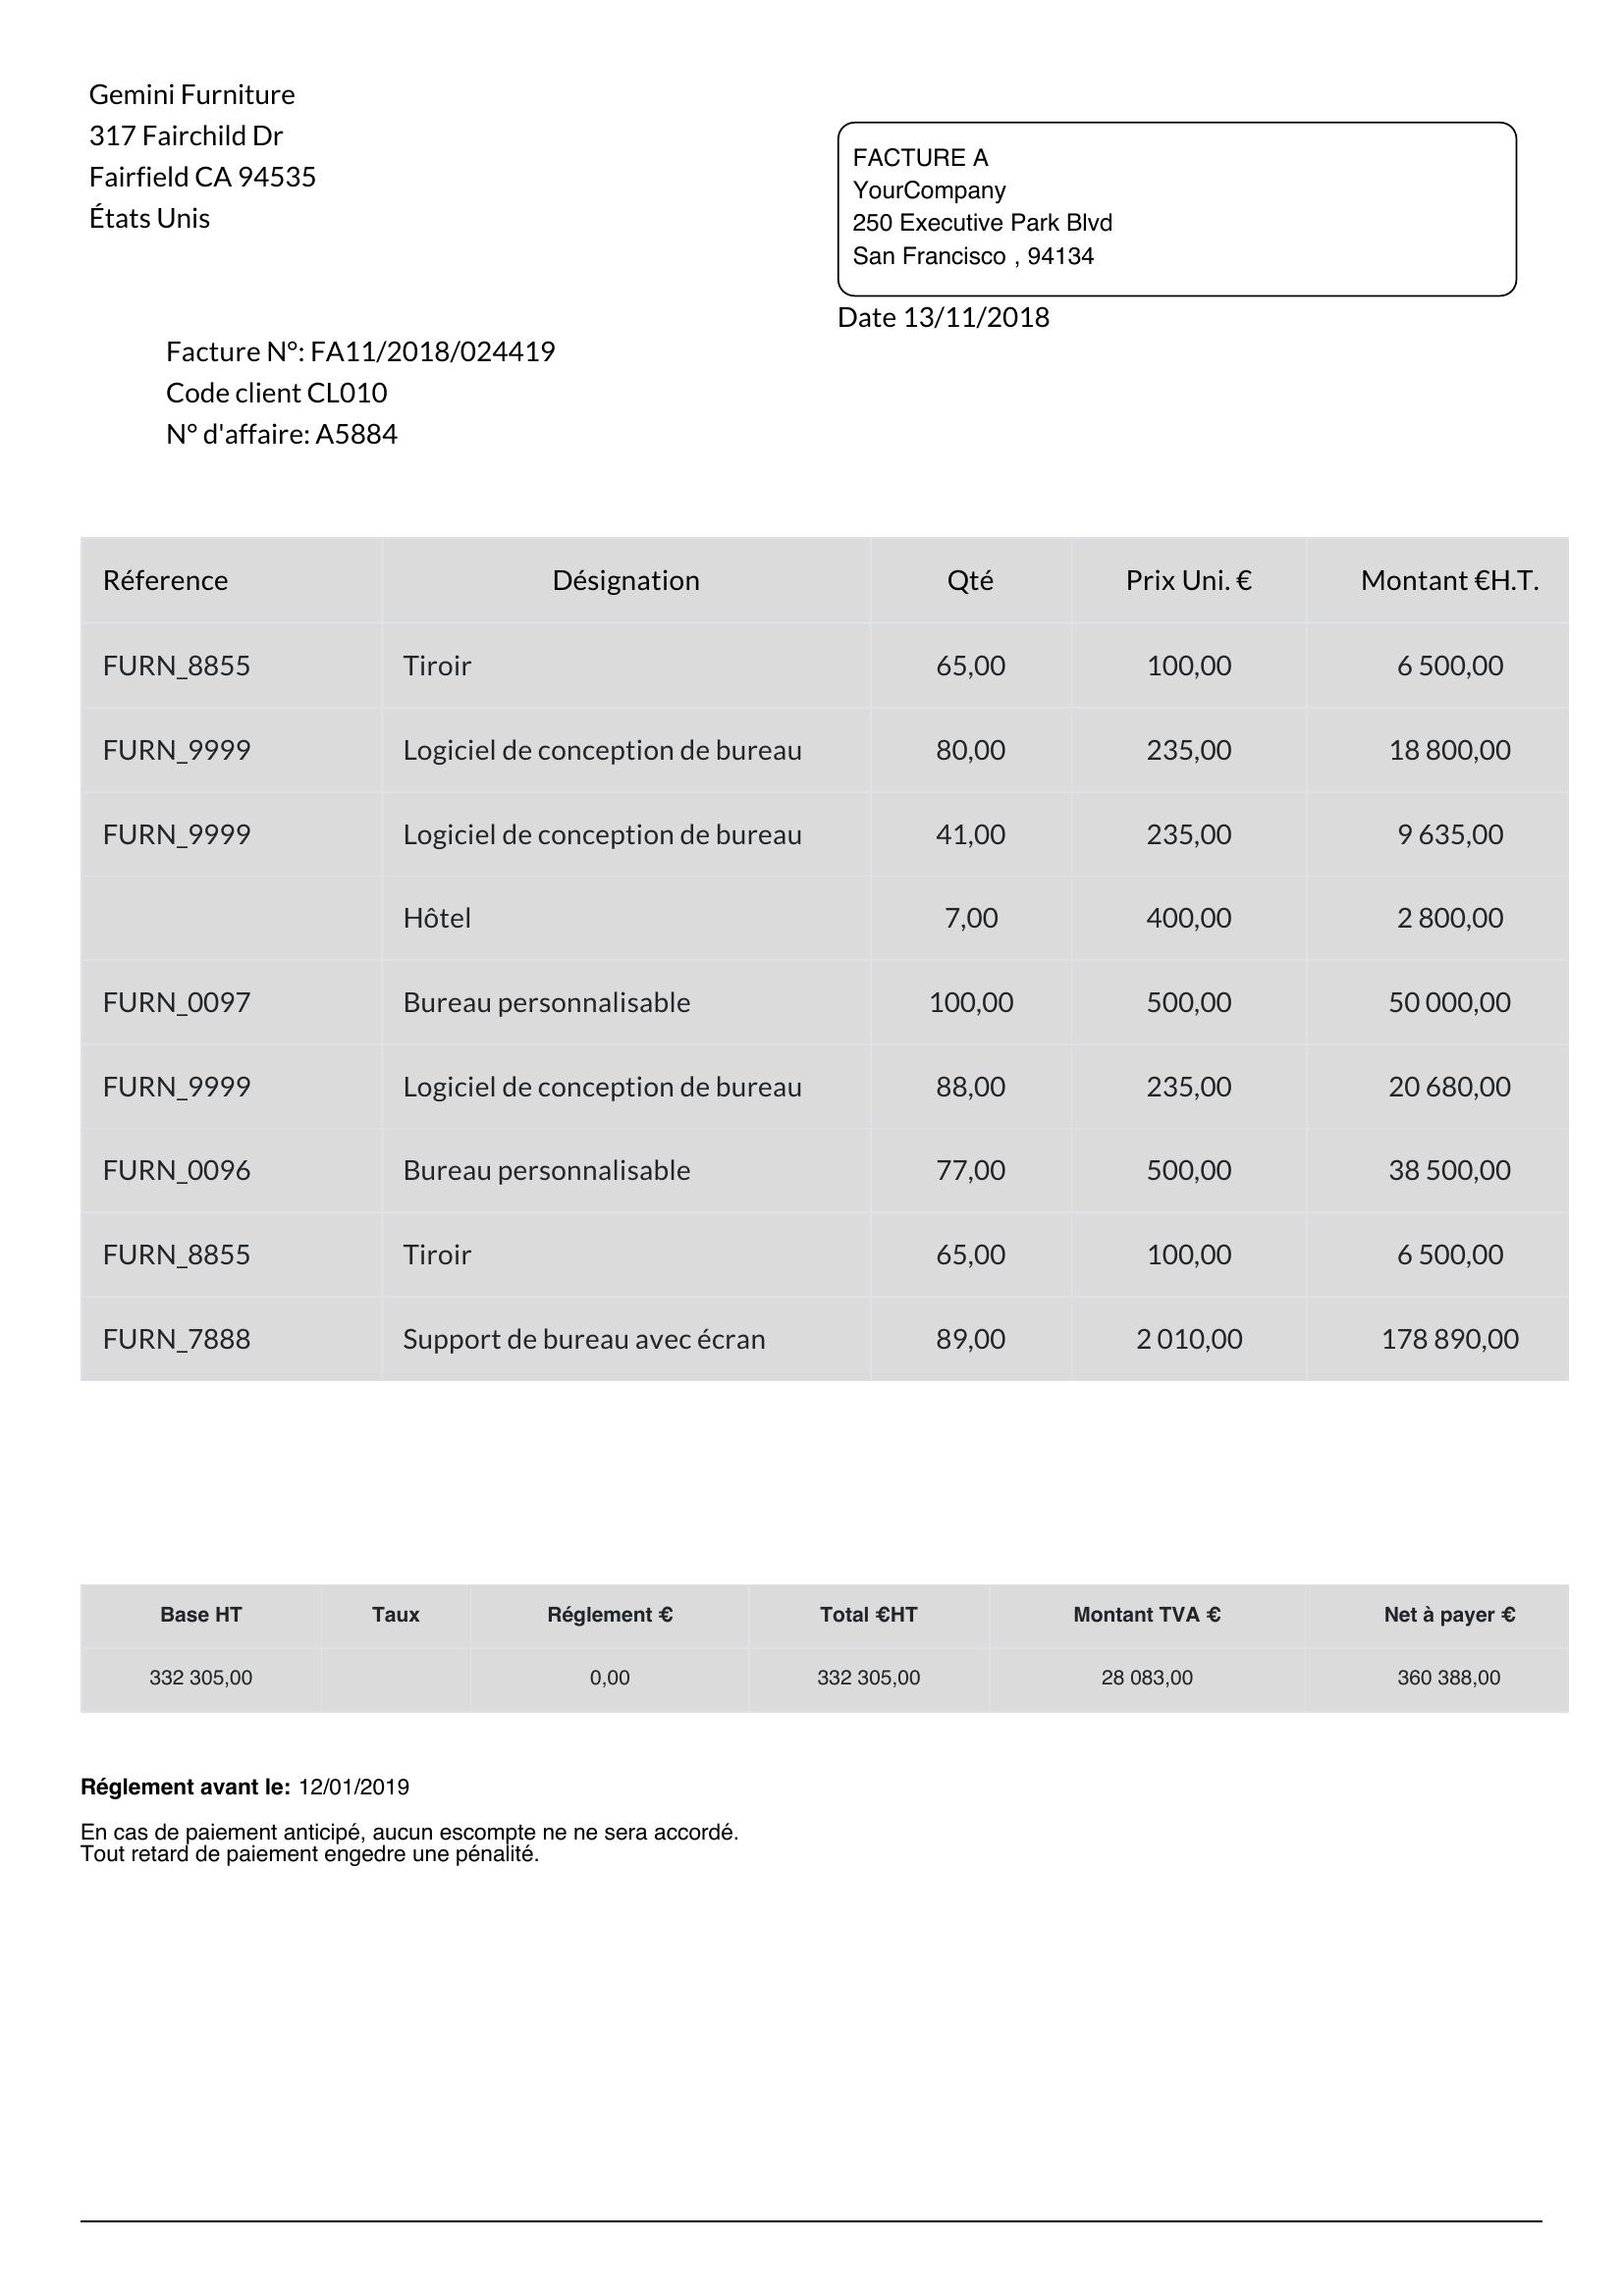 Gemini Furniture
317 Fairchild Dr
Fairfield CA 94535
États Unis
FACTURE A
YourCompany
250 Executive Park Blvd
San Francisco , 94134
Date 13/11/2018
Facture N°: FA11/2018/024419
Code client CL010
N° d'affaire: A5884
Réference Désignation Qté Prix Uni. € Montant €H.T.
FURN_8855 Tiroir 65,00 100,00 6 500,00
FURN_9999 Logiciel de conception de bureau 80,00 235,00 18 800,00
FURN_9999 Logiciel de conception de bureau 41,00 235,00 9 635,00
Hôtel 7,00 400,00 2 800,00
FURN_0097 Bureau personnalisable 100,00 500,00 50 000,00
FURN_9999 Logiciel de conception de bureau 88,00 235,00 20 680,00
FURN_0096 Bureau personnalisable 77,00 500,00 38 500,00
FURN_8855 Tiroir 65,00 100,00 6 500,00
FURN_7888 Support de bureau avec écran 89,00 2 010,00 178 890,00
Base HT Taux Réglement € Total €HT Montant TVA € Net à payer €
332 305,00 0,00 332 305,00 28 083,00 360 388,00
Réglement avant le: 12/01/2019
En cas de paiement anticipé, aucun escompte ne ne sera accordé.
Tout retard de paiement engedre une pénalité.